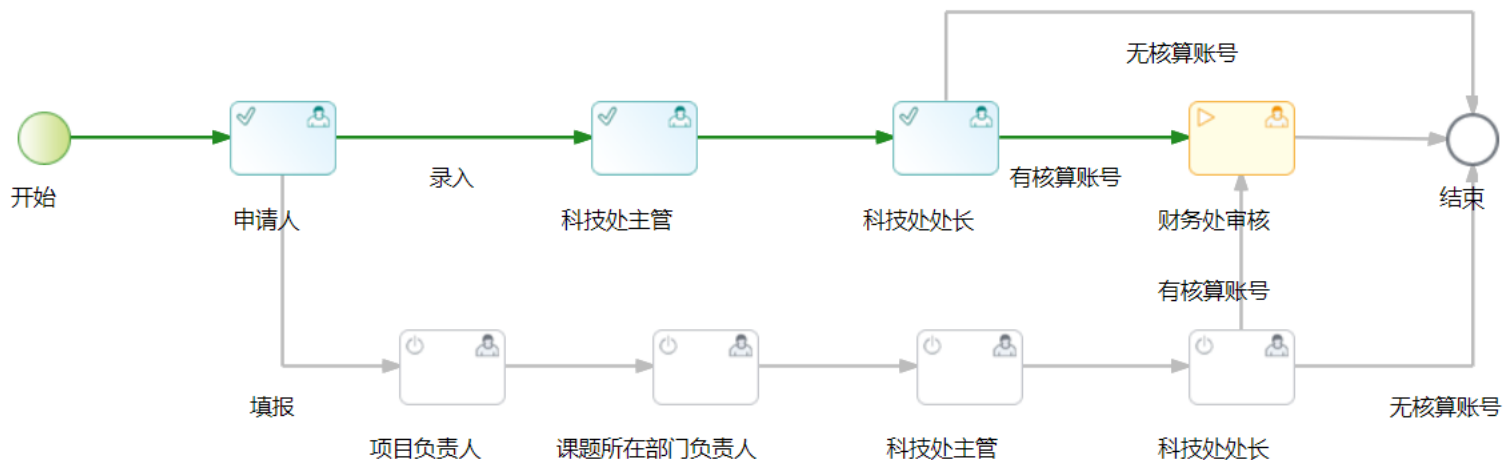 无核算账号
开始
录入
有核算账号
结束
申请人
科技处主管
科技处处长
财务处审核
有核算账号
填报
无核算账号
项目负责人
课题所在部门负责人
科技处主管
科技处处长